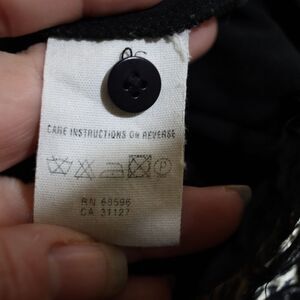 CARE INSTRUCTIONS ON REVERSE
RN 68596
CA 31127